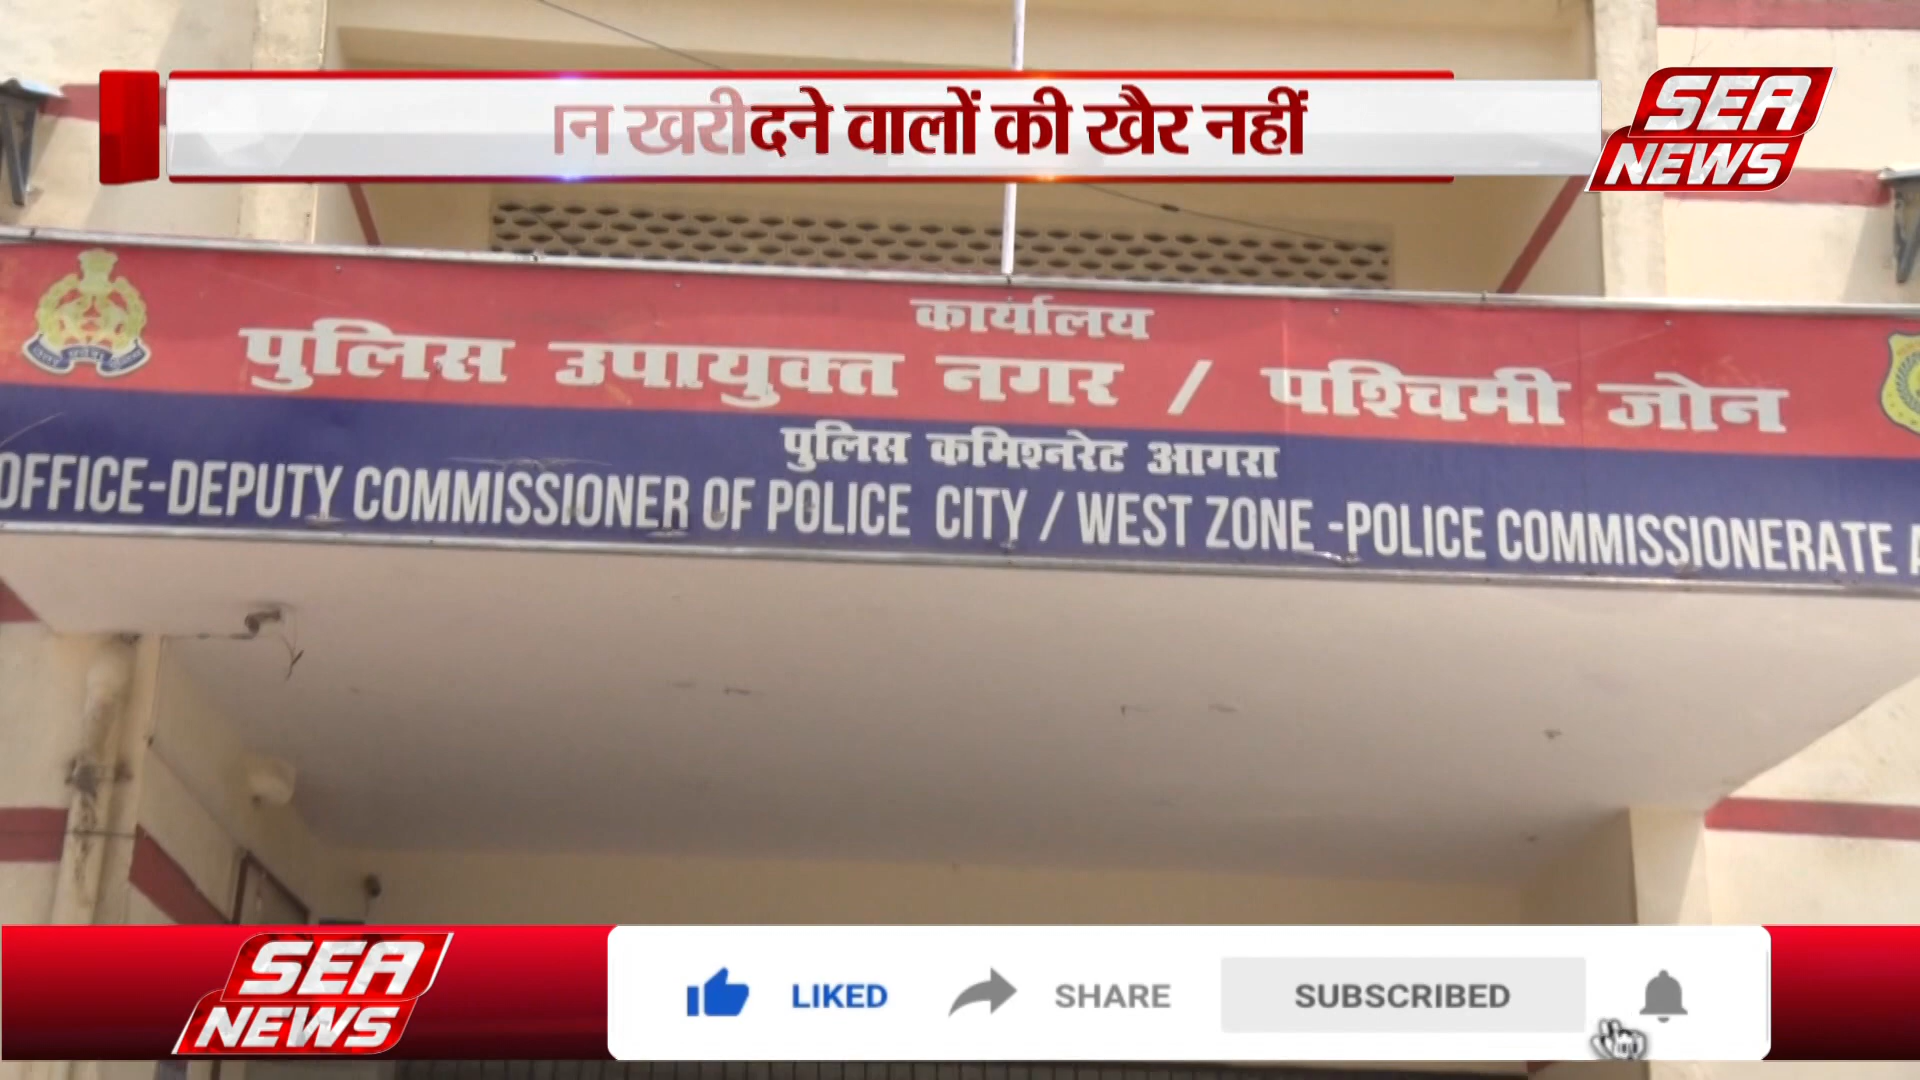 न खरीदने वालों की खैर नहीं
SEA
NEWS
कार्यालय
पुलिस उपायुक्त नगर / पश्चिमी जोन
पुलिस कमिश्नरेट आगरा
OFFICE-DEPUTY COMMISSIONER OF POLICE CITY / WEST ZONE -POLICE COMMISSIONERATE A
SEA
NEWS
LIKED
SHARE
SUBSCRIBED